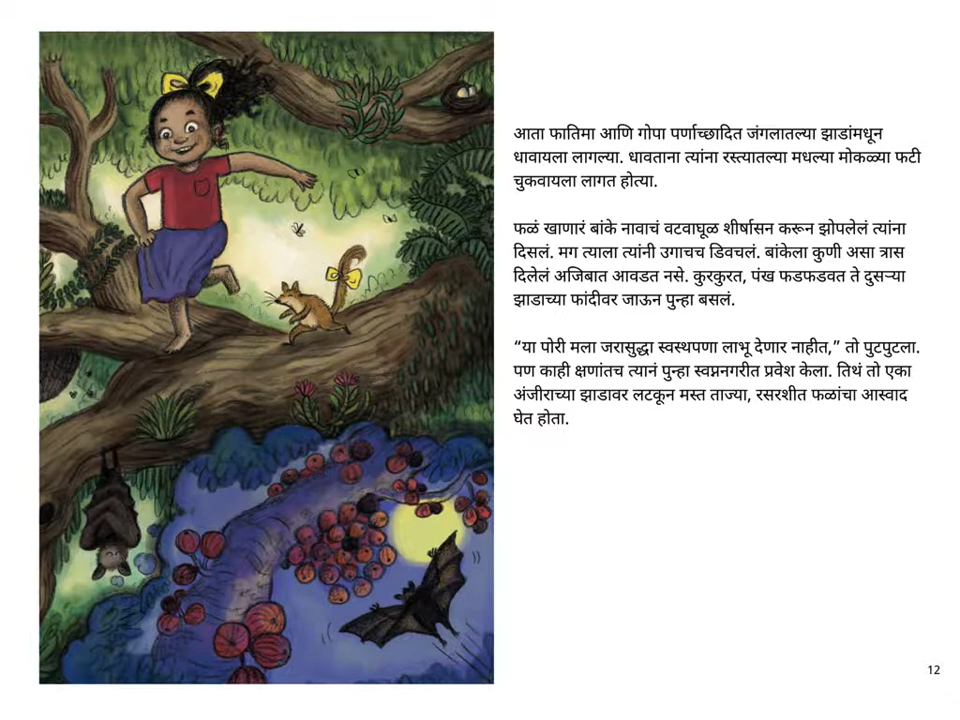 आता फातिमा आणि गोपा पर्णाच्छादित जंगलातल्या झाडांमधून
धावायला लागल्या. धावताना त्यांना रस्त्यातल्या मधल्या मोकळ्या फटी
चुकवायला लागत होत्या.
फळं खाणारं बांके नावाचं वटवाघूळ शीर्षासन करून झोपलेलं त्यांना
दिसलं. मग त्याला त्यांनी उगाचच डिवचलं. बांकेला कुणी असा त्रास
दिलेलं अजिबात आवडत नसे. कुरकुरत, पंख फडफडवत ते दुसऱ्या
झाडाच्या फांदीवर जाऊन पुन्हा बसलं.
“या पोरी मला जरासुद्धा स्वस्थपणा लाभू देणार नाहीत,” तो पुटपुटला.
पण काही क्षणांतच त्यानं पुन्हा स्वप्ननगरीत प्रवेश केला. तिथं तो एका
अंजीराच्या झाडावर लटकून मस्त ताज्या, रसरशीत फळांचा आस्वाद
घेत होता.
12